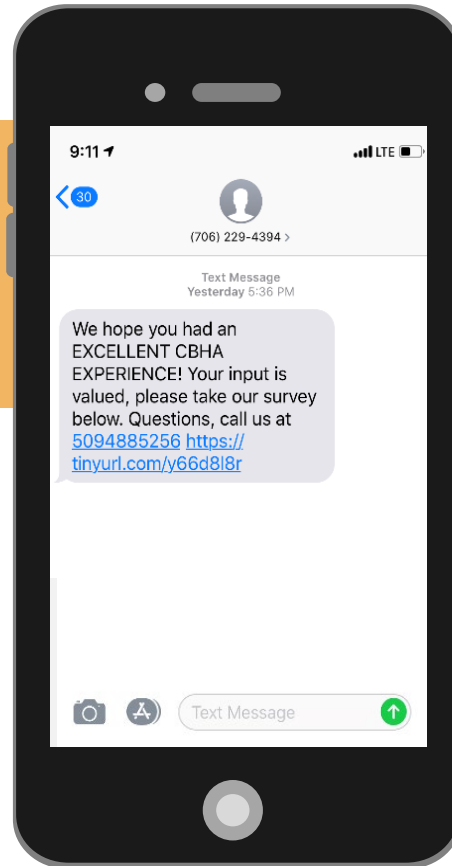 9:11
LTE
30
(706) 229-4394 >
Text Message
Yesterday 5:36 PM
We hope you had an
EXCELLENT CBHA
EXPERIENCE! Your input is
valued, please take our survey
below. Questions, call us at
5094885256 https://
tinyurl.com/y66d8l8r
Text Message